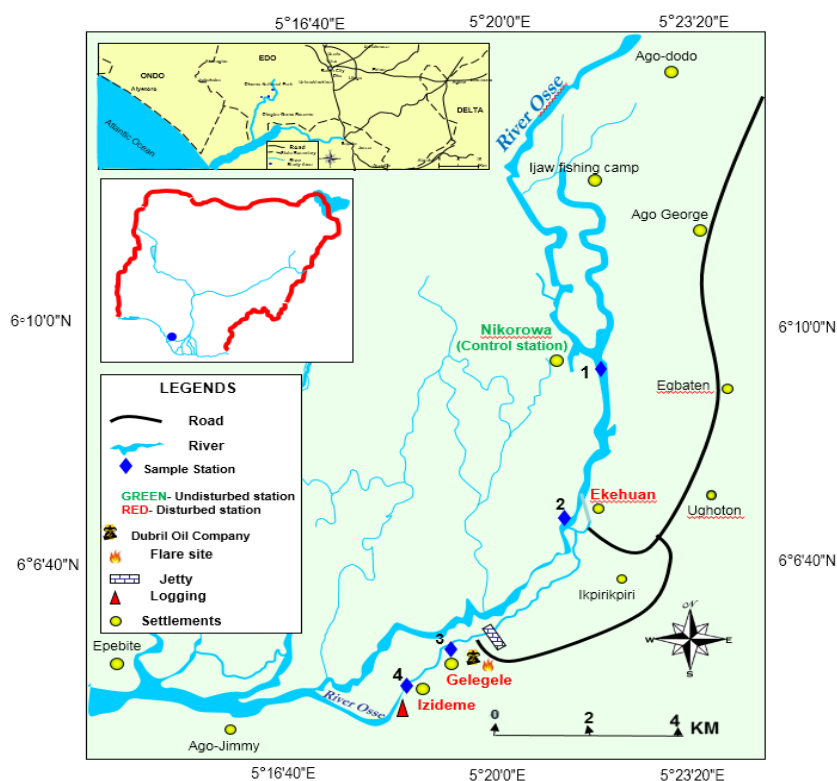 5°16'40"E 5°20'0"E 5°23'20"E
ONDO
EDO
DELTA
Atlantic Ocean
Road
River
River Osse
Ago-dodo
Ijaw fishing camp
Ago George
6◦10'0"N
6°10'0"N
Nikorowa
(Control station)
1
Egbaten
LEGENDS
Road
River
Sample Station
GREEN- Undisturbed station
RED- Disturbed station
Dubril Oil Company
Flare site
Jetty
Logging
Settlements
2
Ekehuan
Ughoton
6°6'40"N
6°6'40"N
Ikpirikpiri
ON
W E
S
Epebite
3
4
Gelegele
Izideme
River Osse
Ago-Jimmy
0 2 4 KM
5°16'40"E 5°20'0"E 5°23'20"E